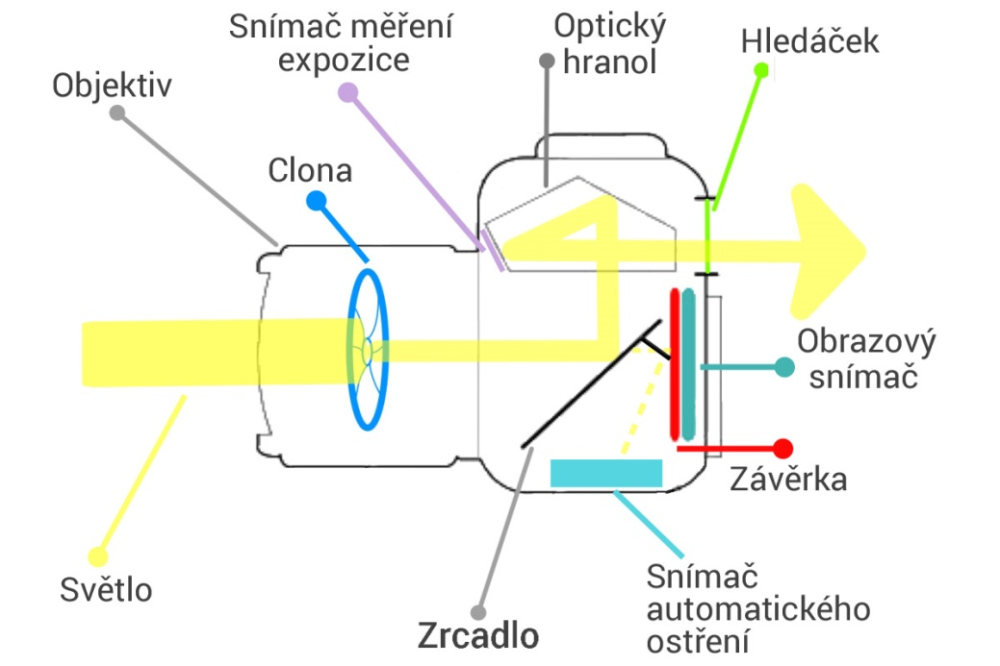 Snímač měření
expozice
Optický
hranol
Hledáček
Objektiv
Clona
Obrazový
snímač
Závěrka
Světlo
Snímač
automatického
ostření
Zrcadlo